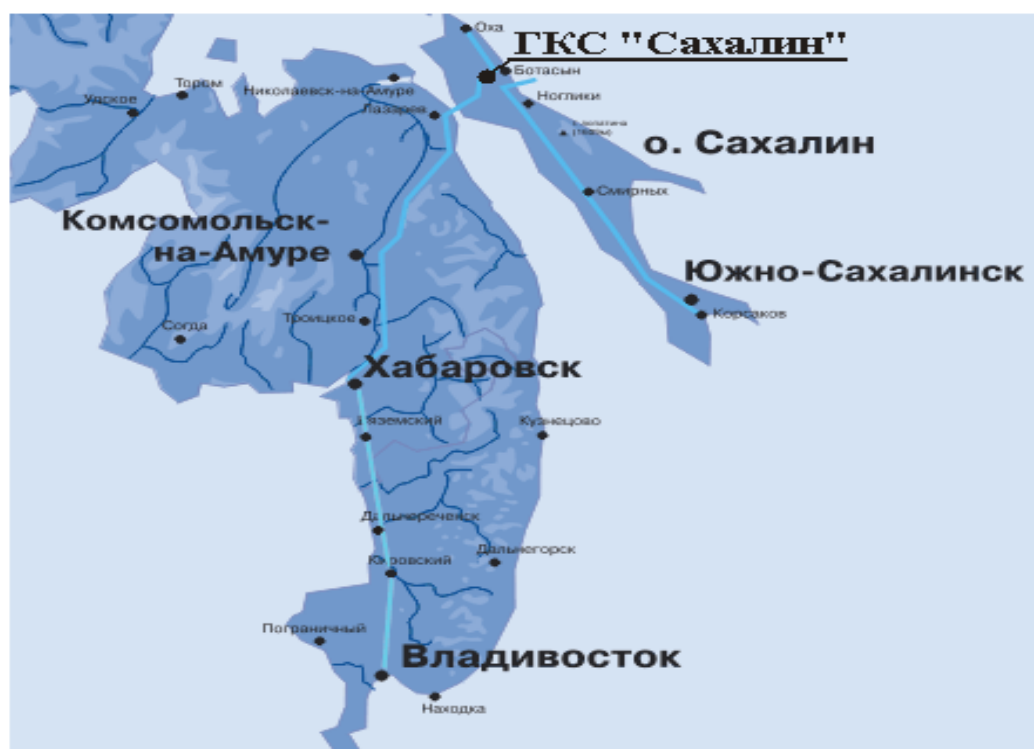 Оха
ГКС "Сахалин"
Ботасын
Тором
Николаевск-на-Амуре
Удское
Лазарев
Ноглики
о. Сахалин
Смирных
Комсомольск-
на-Амуре
Южно-Сахалинск
Корсаков
Троицкое
Согда
Хабаровск
Вяземский
Кузнецово
Дальнереченск
Дальнегорск
Кировский
Пограничный
Владивосток
Находка